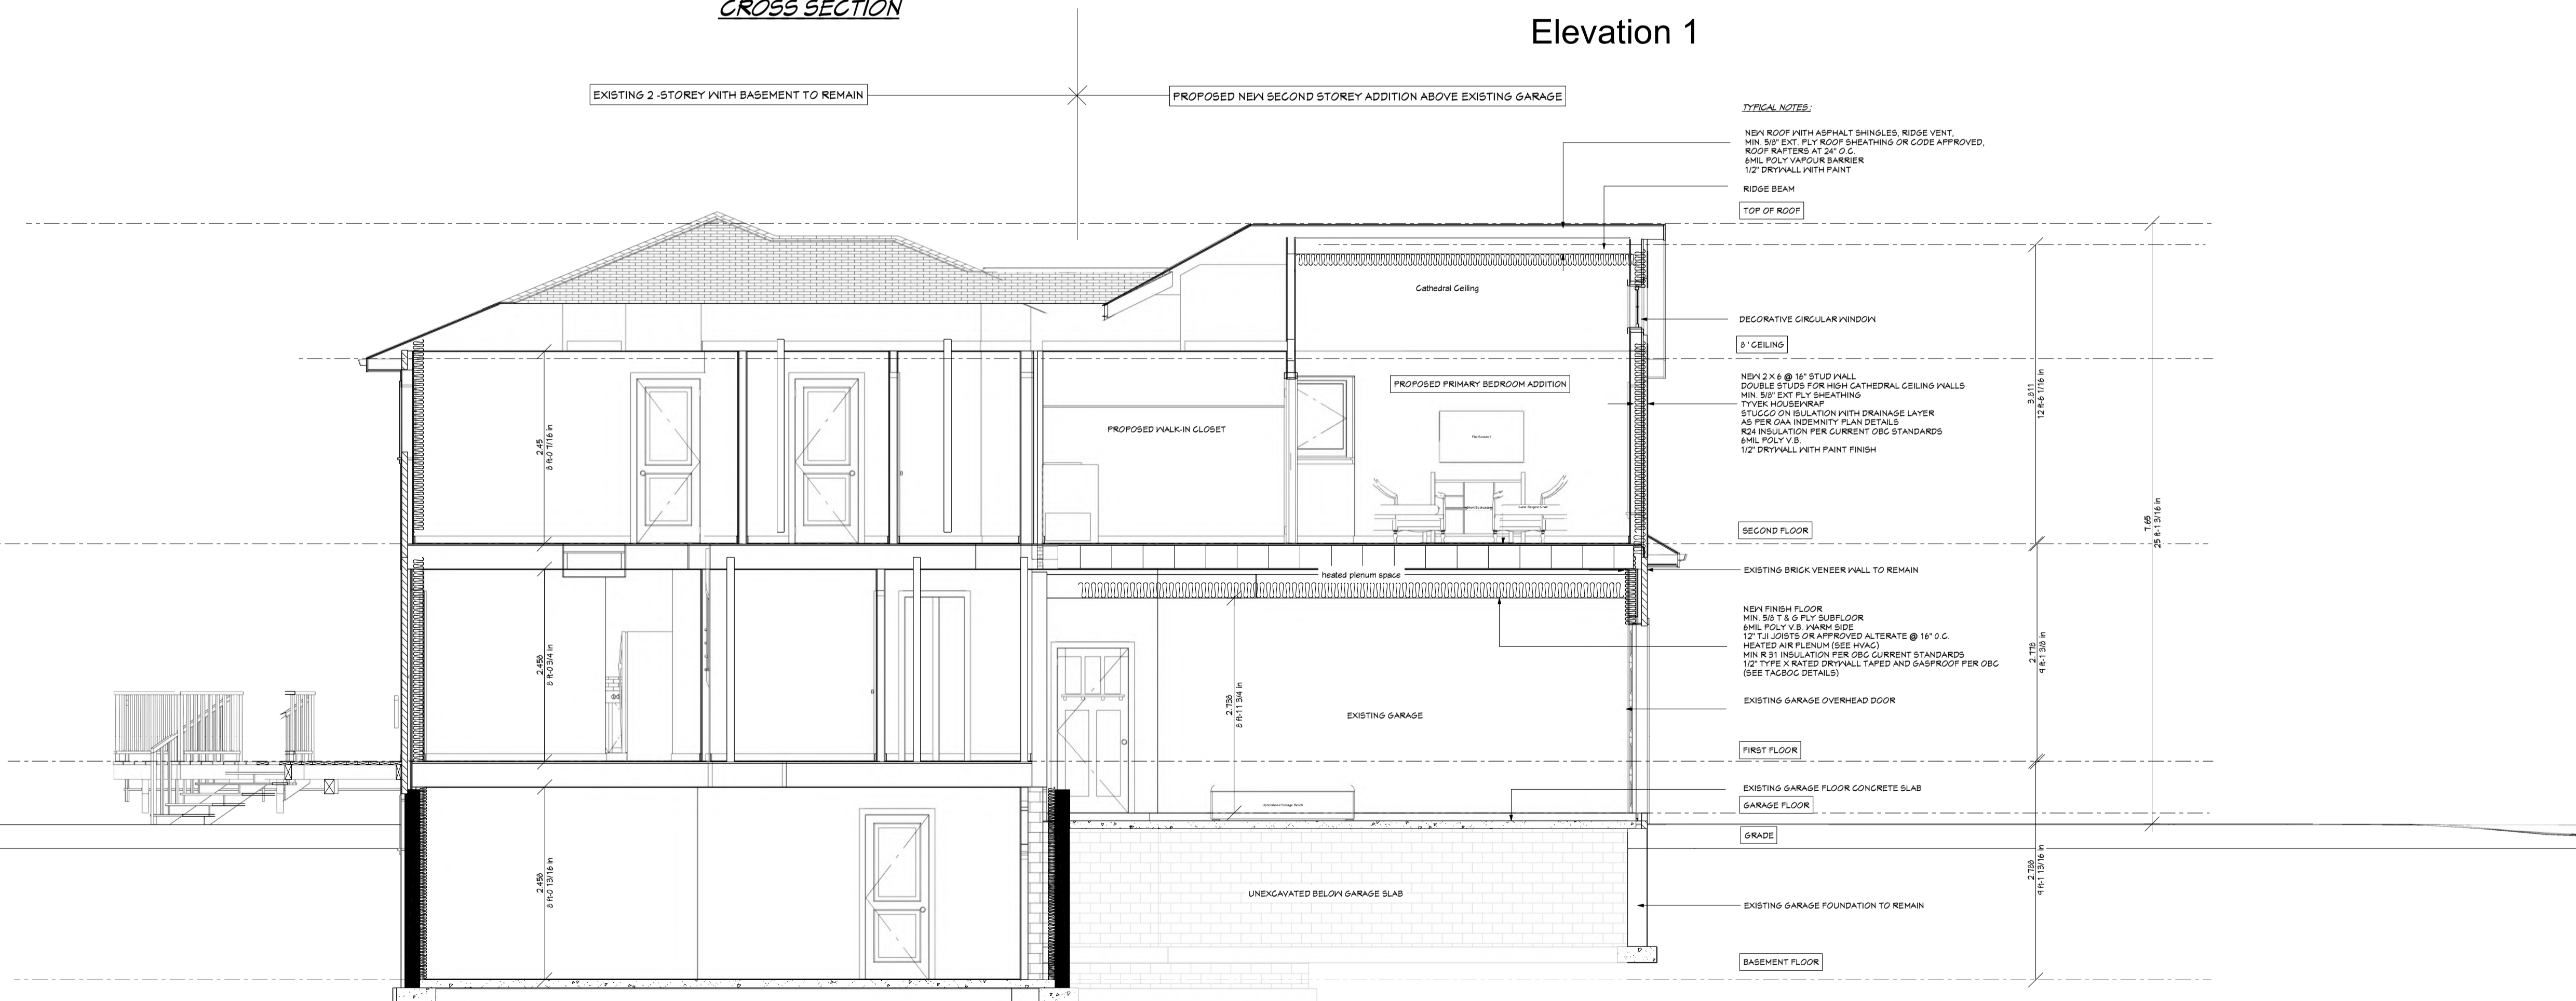 CROSS SECTION
Elevation 1
EXISTING 2 -STOREY WITH BASEMENT TO REMAIN
PROPOSED NEW SECOND STOREY ADDITION ABOVE EXISTING GARAGE
TYPICAL NOTES :
NEW ROOF WITH ASPHALT SHINGLES, RIDGE VENT,
MIN. 5/8" EXT. PLY ROOF SHEATHING OR CODE APPROVED,
ROOF RAFTERS AT 24" O.C.
6MIL POLY VAPOUR BARRIER
1/2" DRYWALL WITH PAINT
RIDGE BEAM
TOP OF ROOF
Cathedral Ceiling
DECORATIVE CIRCULAR WINDOW
8 ' CEILING
NEW 2 X 6 @ 16" STUD WALL
DOUBLE STUDS FOR HIGH CATHEDRAL CEILING WALLS
MIN. 5/8" EXT PLY SHEATHING
TYVEK HOUSEWRAP
STUCCO ON ISULATION WITH DRAINAGE LAYER
AS PER OAA INDEMNITY PLAN DETAILS
R24 INSULATION PER CURRENT OBC STANDARDS
6MIL POLY V.B.
1/2" DRYWALL WITH PAINT FINISH
PROPOSED PRIMARY BEDROOM ADDITION
PROPOSED WALK-IN CLOSET
2.45
8 ft-0 7/16 in
3.811
12 ft-6 1/16 in
7.65
25 ft-1 3/16 in
SECOND FLOOR
heated plenum space
EXISTING BRICK VENEER WALL TO REMAIN
NEW FINISH FLOOR
MIN. 5/8 T & G PLY SUBFLOOR
6MIL POLY V.B. WARM SIDE
12" TJI JOISTS OR APPROVED ALTERATE @ 16" O.C.
HEATED AIR PLENUM (SEE HVAC)
MIN R 31 INSULATION PER OBC CURRENT STANDARDS
1/2" TYPE X RATED DRYWALL TAPED AND GASPROOF PER OBC
(SEE TACBOC DETAILS)
2.458
8 ft-0 3/4 in
2.738
8 ft-11 3/4 in
2.778
9 ft-1 3/8 in
EXISTING GARAGE
EXISTING GARAGE OVERHEAD DOOR
FIRST FLOOR
EXISTING GARAGE FLOOR CONCRETE SLAB
GARAGE FLOOR
GRADE
2.458
8 ft-0 13/16 in
2.788
9 ft-1 13/16 in
UNEXCAVATED BELOW GARAGE SLAB
EXISTING GARAGE FOUNDATION TO REMAIN
BASEMENT FLOOR